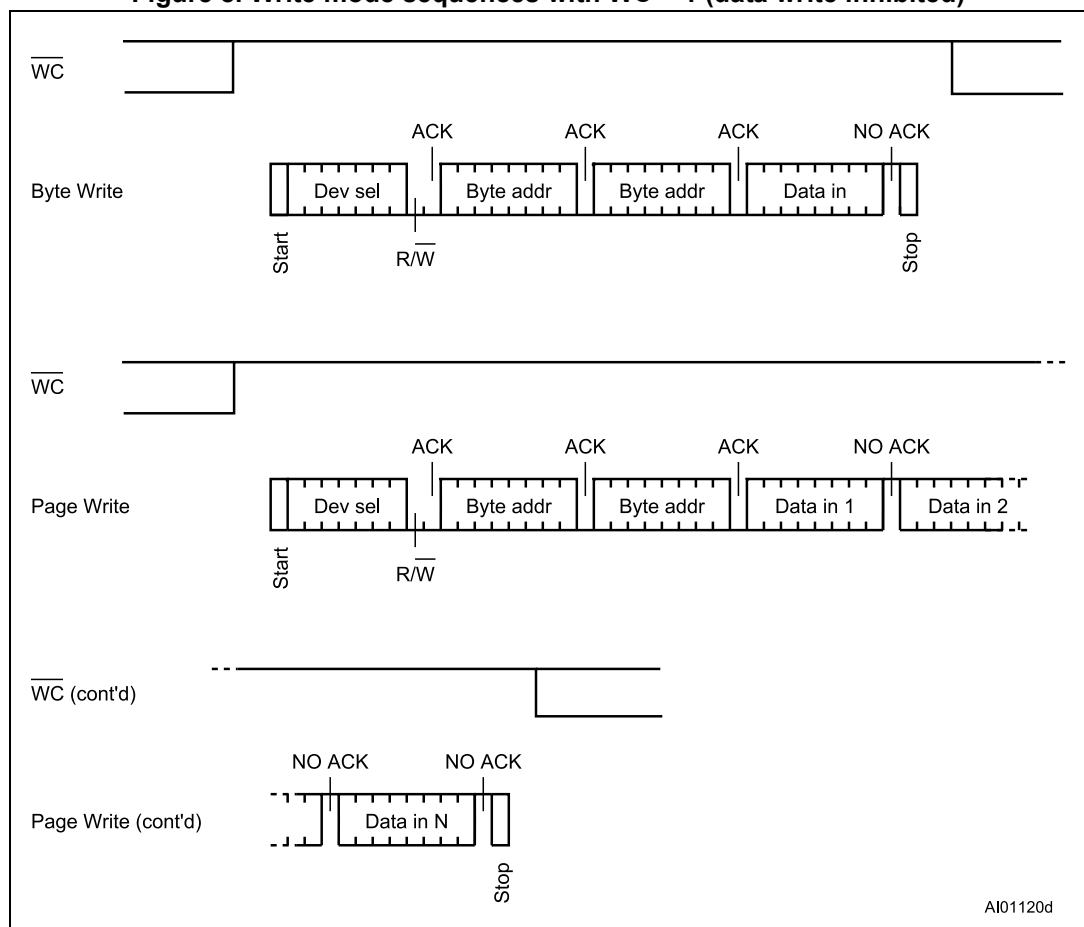 WC
ACK ACK ACK NO ACK
Byte Write Dev sel Byte addr Byte addr Data in
Start R/W Stop
WC
ACK ACK ACK NO ACK
Page Write Dev sel Byte addr Byte addr Data in 1 Data in 2
Start R/W
WC (cont'd)
NO ACK NO ACK
Page Write (cont'd) Data in N
Stop
AI01120d